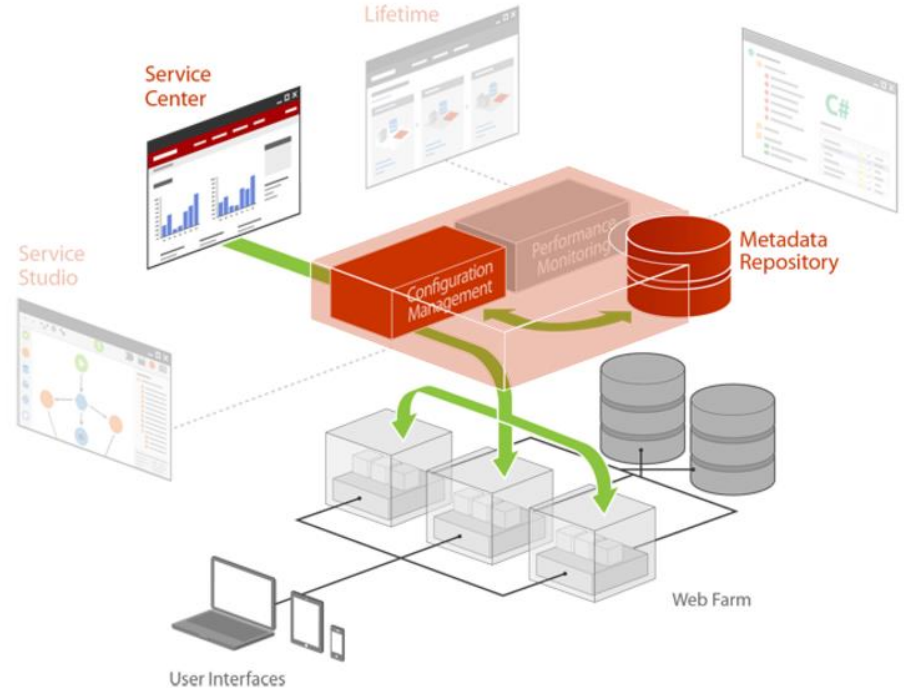 Lifetime
Service
Center
C#
Performance
Monitoring
Metadata
Repository
Service
Studio
Configuration
Management
Web Farm
User Interfaces